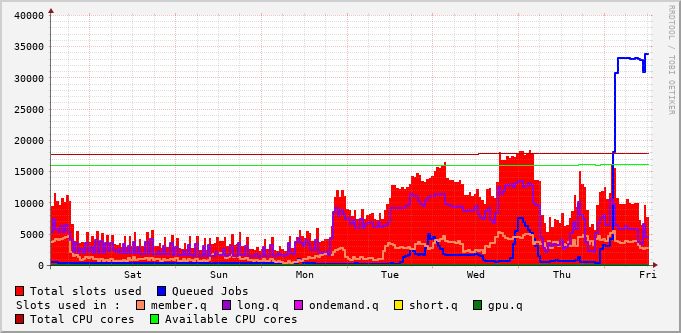 40000
35000
30000
25000
20000
15000
10000
5000
0
Sat Sun Mon Tue Wed Thu Fri
RRDTOOL / TOBI OETIKER
Total slots used Queued Jobs
Slots used in : member.q long.q ondemand.q short.q gpu.q
Total CPU cores Available CPU cores